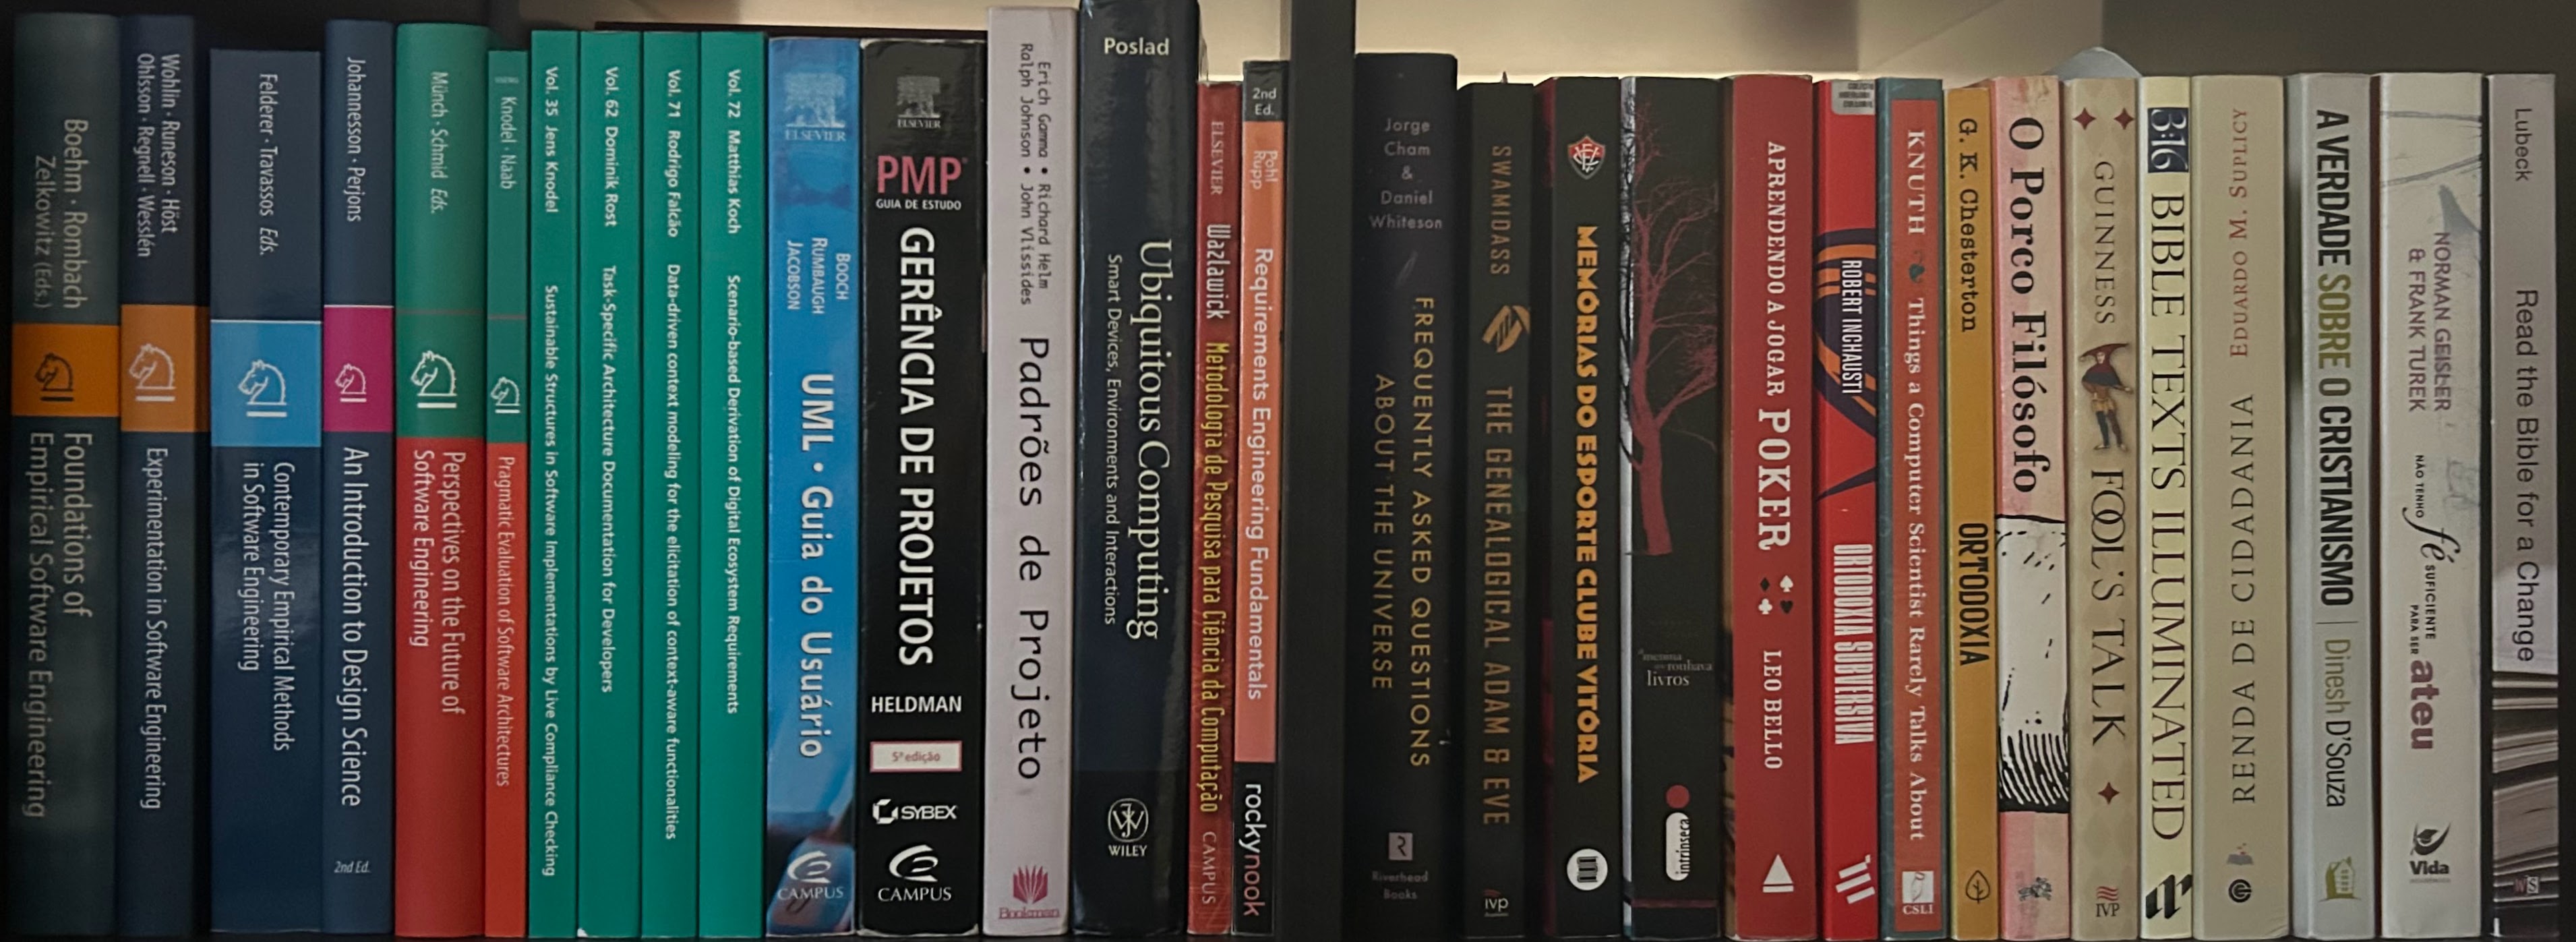 Boehm · Rombach
Zelkowitz (Eds.)
Foundations of
Empirical Software Engineering
Wohlin · Runeson · Höst
Ohlsson · Regnell · Wesslén
Experimentation in Software Engineering
Felderer · Travassos Eds.
Contemporary Empirical Methods
in Software Engineering
Johannesson · Perjons
An Introduction to Design Science
2nd Ed.
Münch · Schmid Eds.
Perspectives on the Future of
Software Engineering
Knodel · Naab
Pragmatic Evaluation of Software Architectures
Vol. 35 Jens Knodel Sustainable Structures in Software Implementations by Live Compliance Checking
Vol. 62 Dominik Rost Task-Specific Architecture Documentation for Developers
Vol. 71 Rodrigo Falcão Data-driven context modeling for the elicitation of context-aware functionalities
Vol. 72 Matthias Koch Scenario-based Derivation of Digital Ecosystem Requirements
ELSEVIER
BOOCH
RUMBAUGH
JACOBSON
UML · Guia do Usuário
CAMPUS
ELSEVIER
PMP
GUIA DE ESTUDO
GERÊNCIA DE PROJETOS
HELDMAN
5ª edição
SYBEX
CAMPUS
Erich Gamma • Richard Helm
Ralph Johnson • John Vlissides
Padrões de Projeto
Bookman
Poslad
Ubiquitous Computing
Smart Devices, Environments and Interactions
WILEY
ELSEVIER
Wazlawick
Metodologia de Pesquisa para Ciência da Computação
CAMPUS
2nd
Ed.
Pohl
Rupp
Requirements Engineering Fundamentals
rockynook
Jorge
Cham
&
Daniel
Whiteson
FREQUENTLY ASKED QUESTIONS
ABOUT THE UNIVERSE
Riverhead
Books
SWAMIDASS
THE GENEALOGICAL ADAM & EVE
ivp
MEMÓRIAS DO ESPORTE CLUBE VITÓRIA
a menina
que roubava
livros
intrínseca
APRENDENDO A JOGAR POKER
LEO BELLO
ROBERT INCHAUSTI
ORTODOXIA SUBVERSIVA
KNUTH
Things a Computer Scientist Rarely Talks About
CSLI
G. K. Chesterton
ORTODOXIA
O Porco Filósofo
GUINNESS
FOOL'S TALK
IVP
3:16 BIBLE TEXTS ILLUMINATED
EDUARDO M. SUPLICY
RENDA DE CIDADANIA
A VERDADE SOBRE O CRISTIANISMO | Dinesh D'Souza
NORMAN GEISLER
& FRANK TUREK
NÃO TENHO fé SUFICIENTE
PARA SER ateu
Vida
Lubeck
Read the Bible for a Change